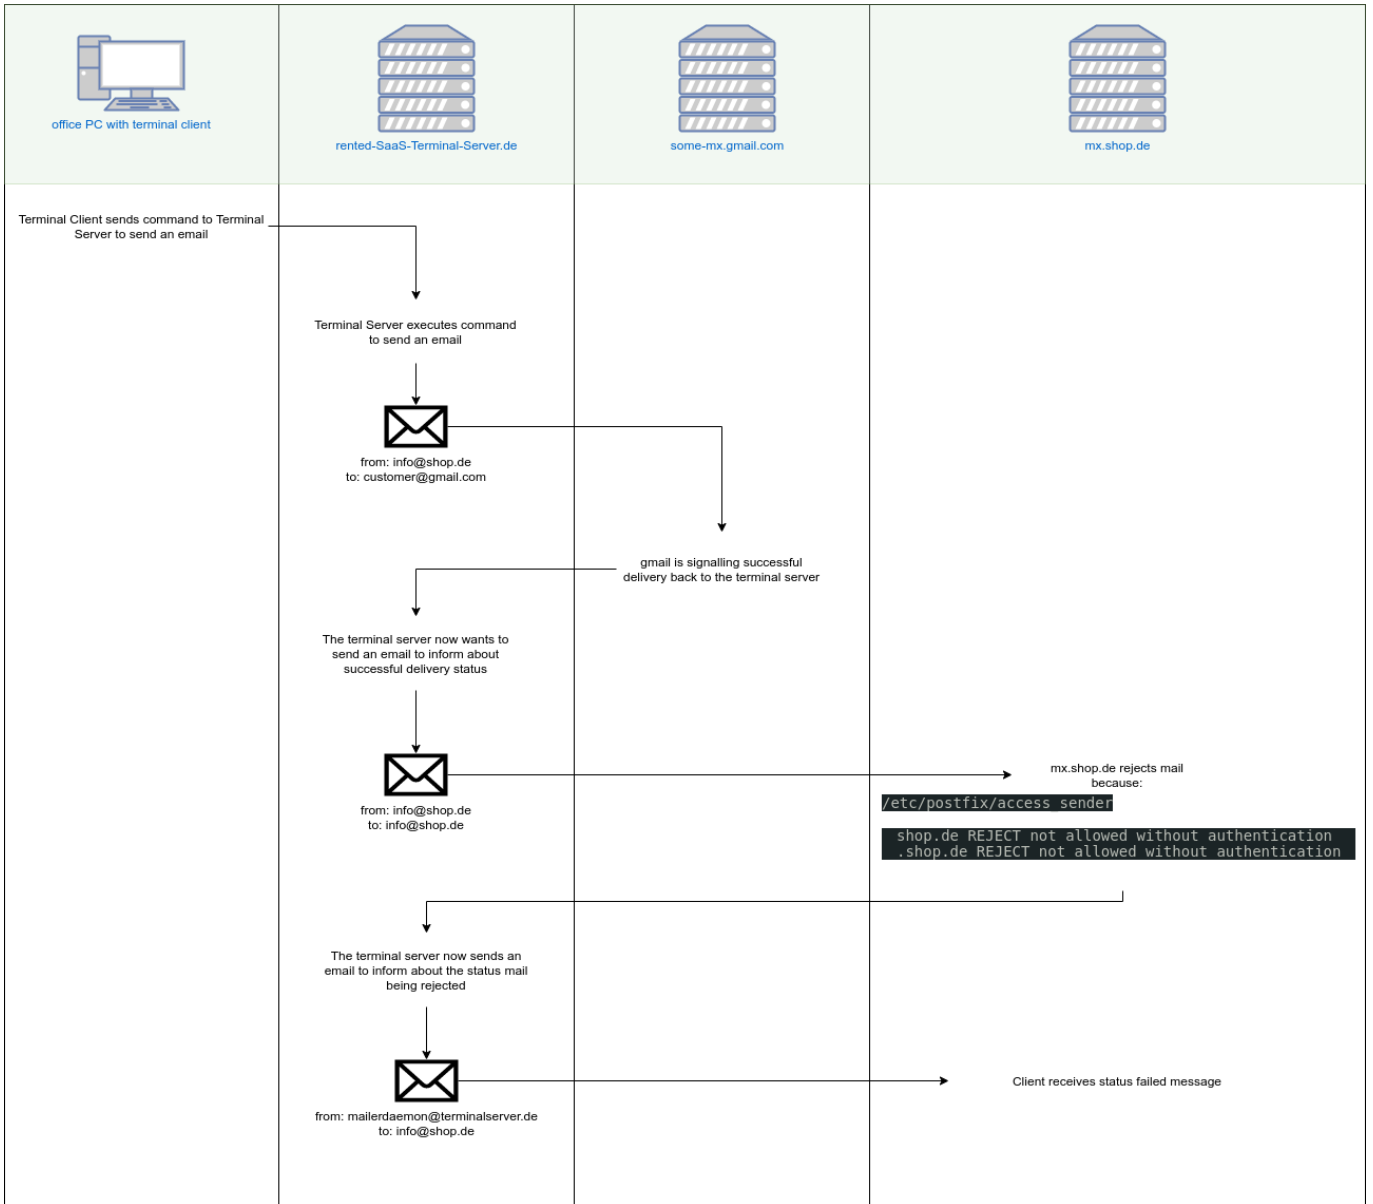 office PC with terminal client
rented-SaaS-Terminal-Server.de
some-mx.gmail.com
mx.shop.de
Terminal Client sends command to Terminal
Server to send an email
Terminal Server executes command
to send an email
from: info@shop.de
to: customer@gmail.com
gmail is signalling successful
delivery back to the terminal server
The terminal server now wants to
send an email to inform about
successful delivery status
from: info@shop.de
to: info@shop.de
mx.shop.de rejects mail
because:
/etc/postfix/access_sender
shop.de REJECT not allowed without authentication
.shop.de REJECT not allowed without authentication
The terminal server now sends an
email to inform about the status mail
being rejected
from: mailerdaemon@terminalserver.de
to: info@shop.de
Client receives status failed message